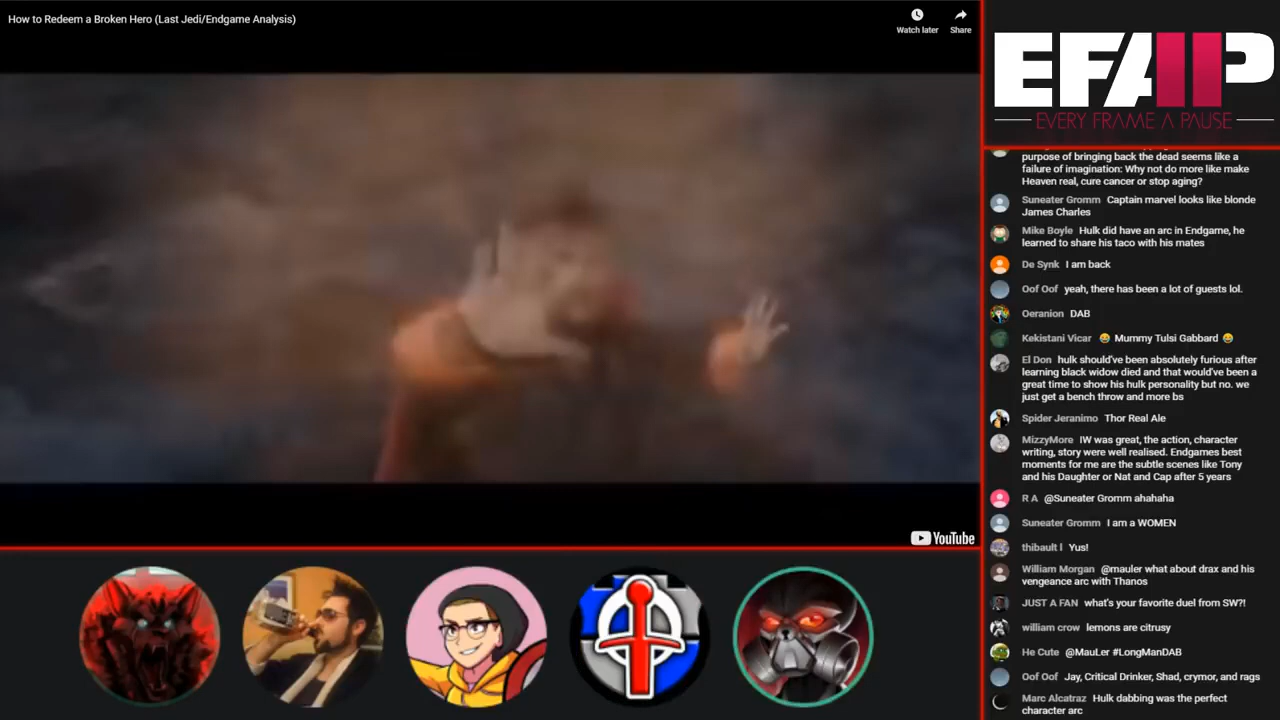 How to Redeem a Broken Hero (Last Jedi/Endgame Analysis)
Watch later
Share
YouTube
EFAP
EVERY FRAME A PAUSE
purpose of bringing back the dead seems like a
failure of imagination: Why not do more like make
Heaven real, cure cancer or stop aging?
Suneater Gromm Captain marvel looks like blonde
James Charles
Mike Boyle Hulk did have an arc in Endgame, he
learned to share his taco with his mates
De Synk I am back
Oof Oof yeah, there has been a lot of guests lol.
Oeranion DAB
Kekistani Vicar 😂 Mummy Tulsi Gabbard 😂
El Don hulk should've been absolutely furious after
learning black widow died and that would've been a
great time to show his hulk personality but no. we
just get a bench throw and more bs
Spider Jeranimo Thor Real Ale
MizzyMore IW was great, the action, character
writing, story were well realised. Endgames best
moments for me are the subtle scenes like Tony
and his Daughter or Nat and Cap after 5 years
R A @Suneater Gromm ahahaha
Suneater Gromm I am a WOMEN
thibault l Yus!
William Morgan @mauler what about drax and his
vengeance arc with Thanos
JUST A FAN what's your favorite duel from SW?!
william crow lemons are citrusy
He Cute @MauLer #LongManDAB
Oof Oof Jay, Critical Drinker, Shad, crymor, and rags
Marc Alcatraz Hulk dabbing was the perfect
character arc